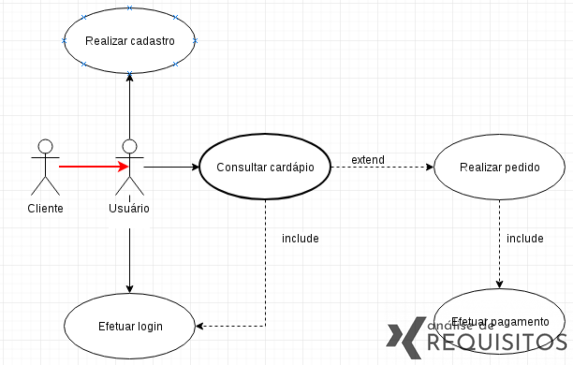 Realizar cadastro
Consultar cardápio
extend
Realizar pedido
Cliente
Usuário
include
include
Efetuar login
Efetuar pagamento
análise de
REQUISITOS